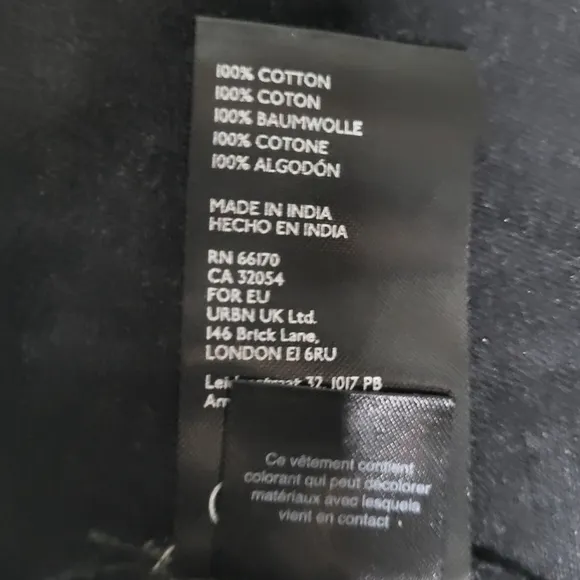 100% COTTON
100% COTON
100% BAUMWOLLE
100% COTONE
100% ALGODÓN
MADE IN INDIA
HECHO EN INDIA
RN 66170
CA 32054
FOR EU
URBN UK Ltd.
146 Brick Lane,
LONDON E1 6RU
32, 1017 PB
Ce vêtement contient
colorant qui peut décolorer
matériaux avec lesquels
vient en contact